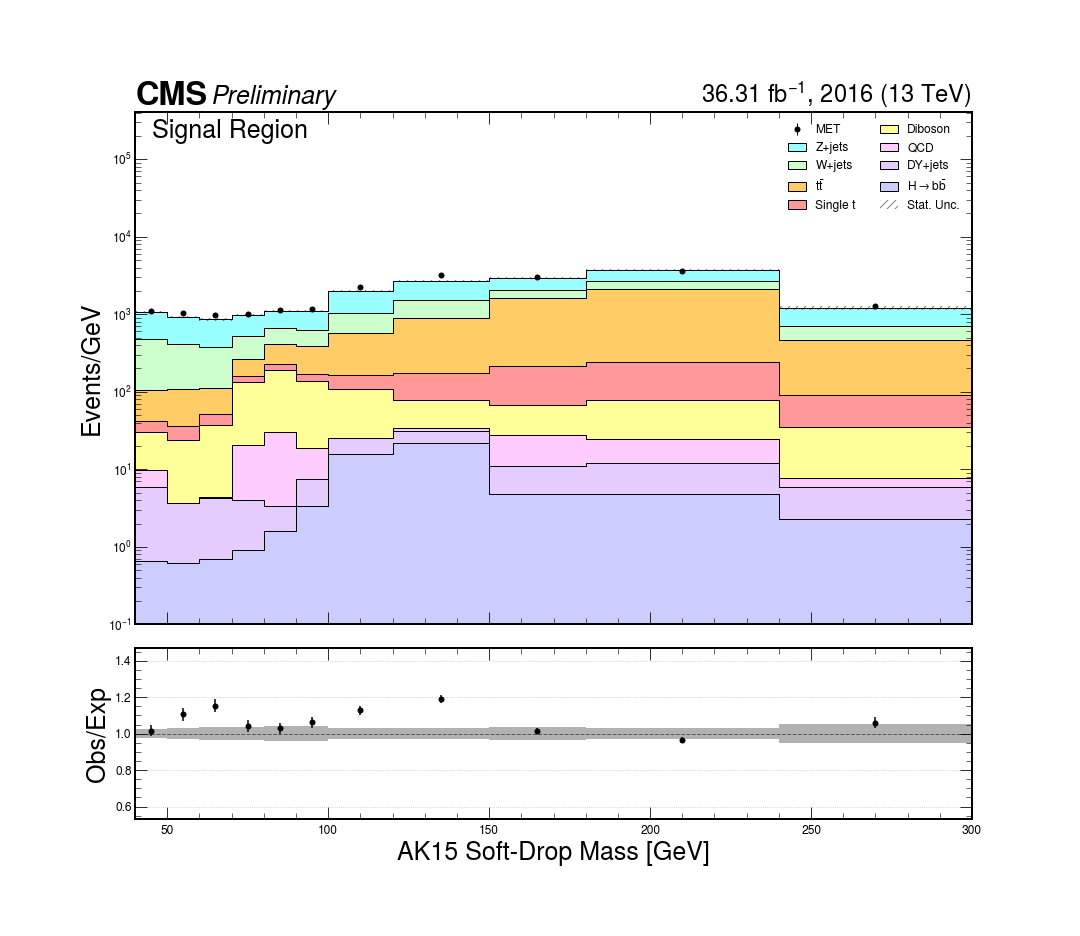 CMS Preliminary
36.31 fb⁻¹, 2016 (13 TeV)
Signal Region
MET
Z+jets
W+jets
tt̄
Single t
Diboson
QCD
DY+jets
H→bb̄
Stat. Unc.
Events/GeV
10⁵
10⁴
10³
10²
10¹
10⁰
10⁻¹
Obs/Exp
1.4
1.2
1.0
0.8
0.6
50 100 150 200 250 300
AK15 Soft-Drop Mass [GeV]